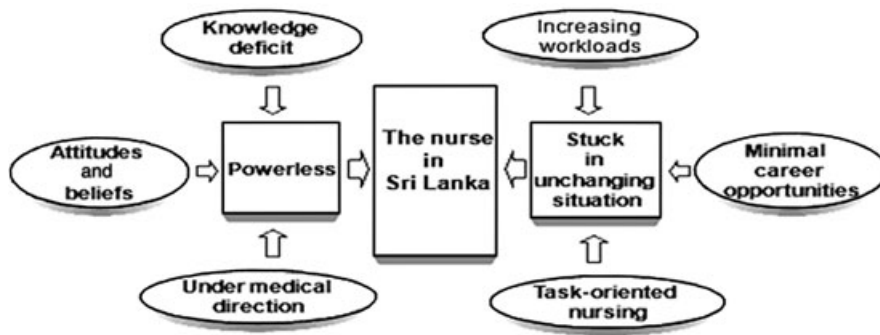 Knowledge
deficit
Increasing
workloads
Attitudes
and
beliefs
Powerless
The nurse
in
Sri Lanka
Stuck
in
unchanging
situation
Minimal
career
opportunities
Under medical
direction
Task-oriented
nursing